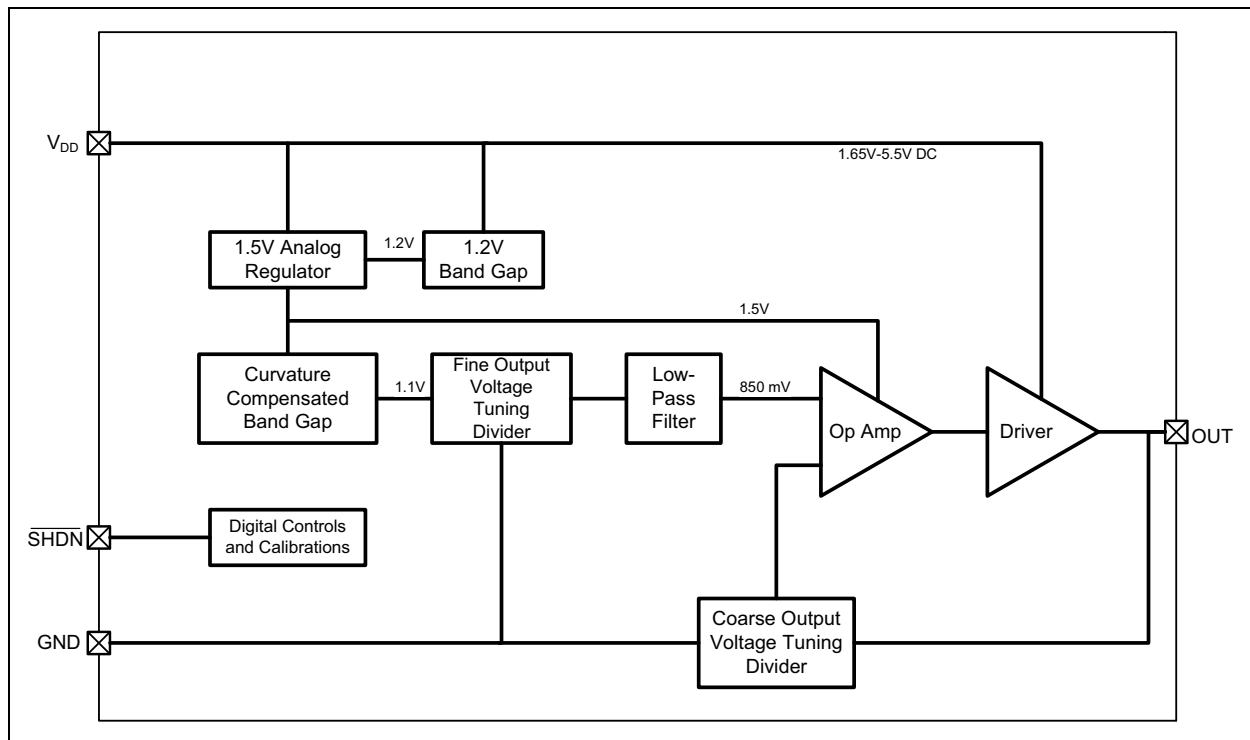 V_DD
1.65V-5.5V DC
1.5V Analog
Regulator
1.2V
1.2V
Band Gap
1.5V
Curvature
Compensated
Band Gap
1.1V
Fine Output
Voltage
Tuning
Divider
Low-
Pass
Filter
850 mV
Op Amp
Driver
OUT
SHDN
Digital Controls
and Calibrations
GND
Coarse Output
Voltage Tuning
Divider